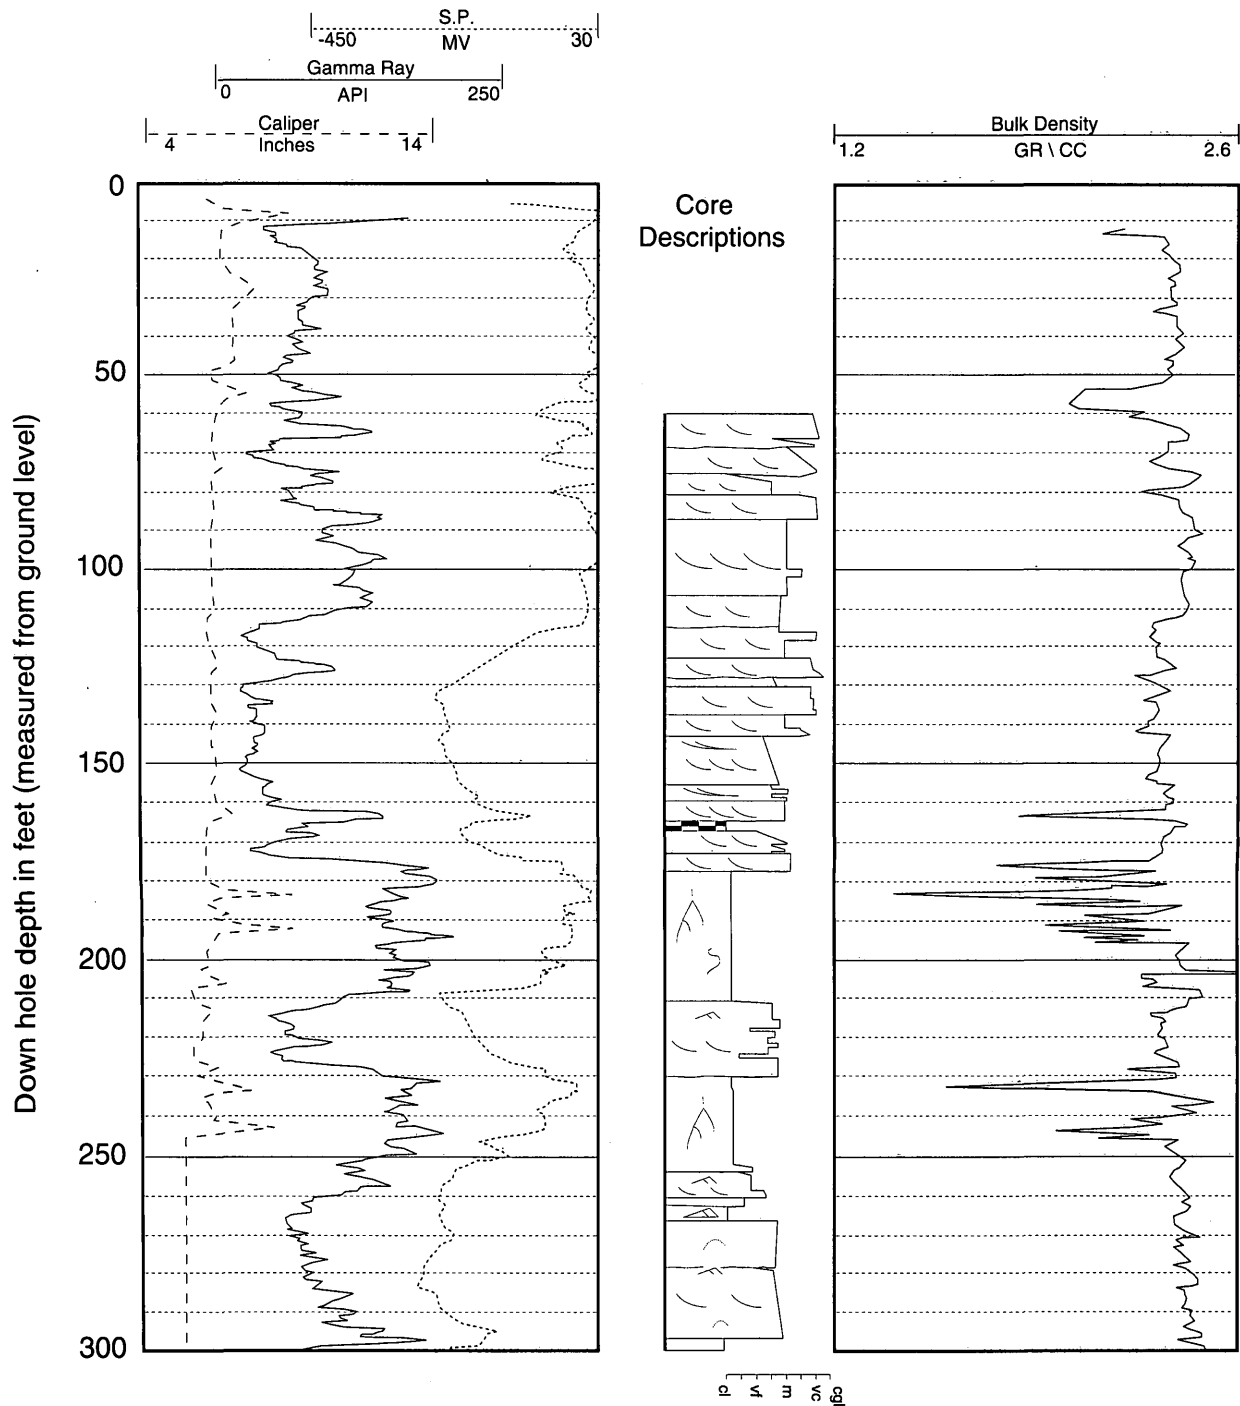 S.P.
-450 MV 30
Gamma Ray
0 API 250
Caliper
4 Inches 14
Bulk Density
1.2 GR \ CC 2.6
Core
Descriptions
Down hole depth in feet (measured from ground level)
0
50
100
150
200
250
300
cl vf m vc cgl